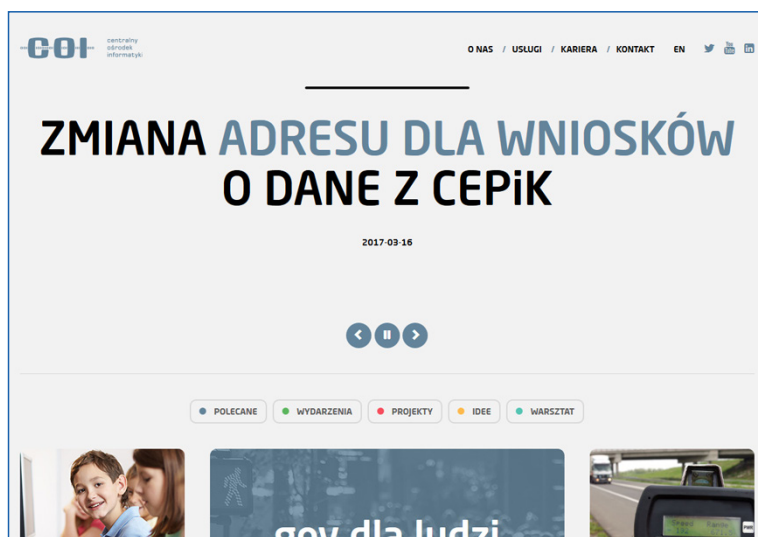 COI
centralny
ośrodek
informatyki
O NAS / USŁUGI / KARIERA / KONTAKT EN
ZMIANA ADRESU DLA WNIOSKÓW
O DANE Z CEPiK
2017-03-16
POLECANE WYDARZENIA PROJEKTY IDEE WARSZTAT
gov dla ludzi